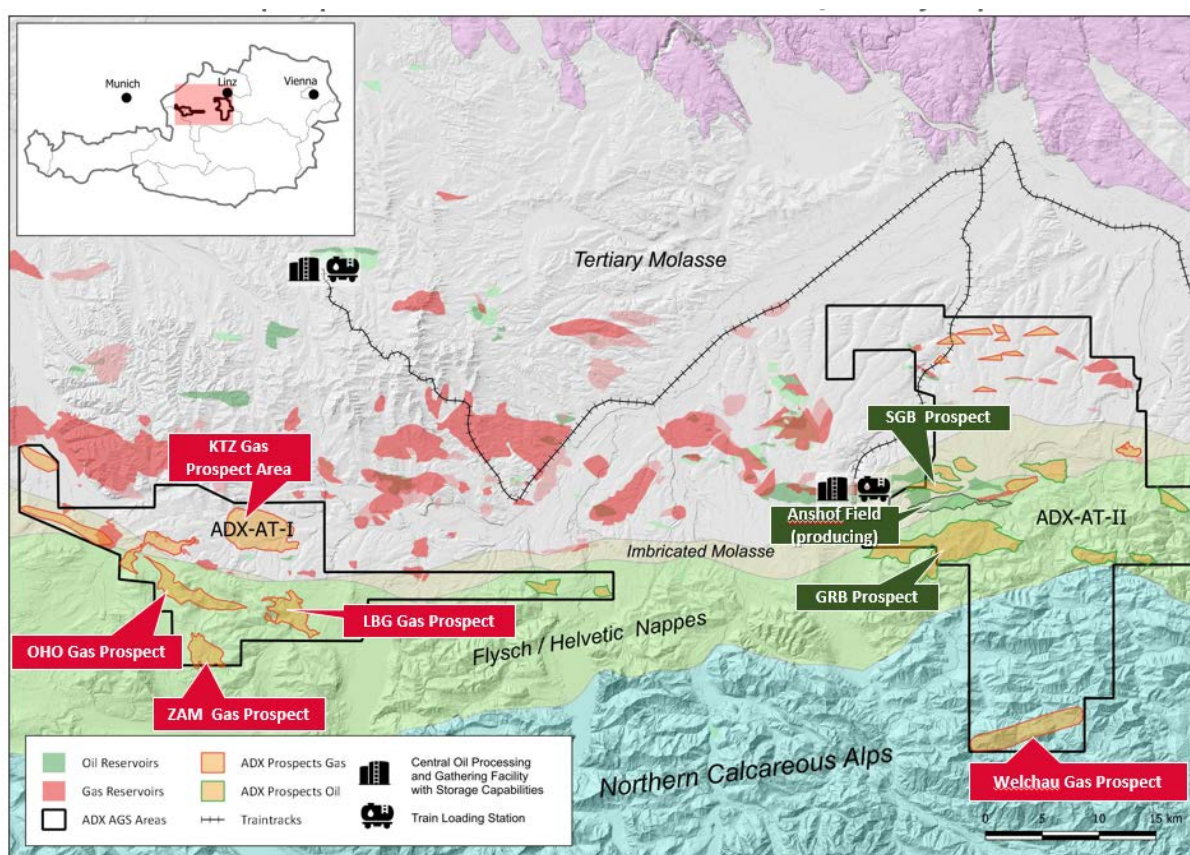 Munich
Linz
Vienna
Tertiary Molasse
SGB Prospect
KTZ Gas
Prospect Area
ADX-AT-I
Anshof Field
(producing)
ADX-AT-II
Imbricated Molasse
GRB Prospect
LBG Gas Prospect
OHO Gas Prospect
Flysch / Helvetic Nappes
ZAM Gas Prospect
Northern Calcareous Alps
Welchau Gas Prospect
Oil Reservoirs
Gas Reservoirs
ADX AGS Areas
ADX Prospects Gas
ADX Prospects Oil
Traintracks
Central Oil Processing
and Gathering Facility
with Storage Capabilities
Train Loading Station
0 5 10 15 km